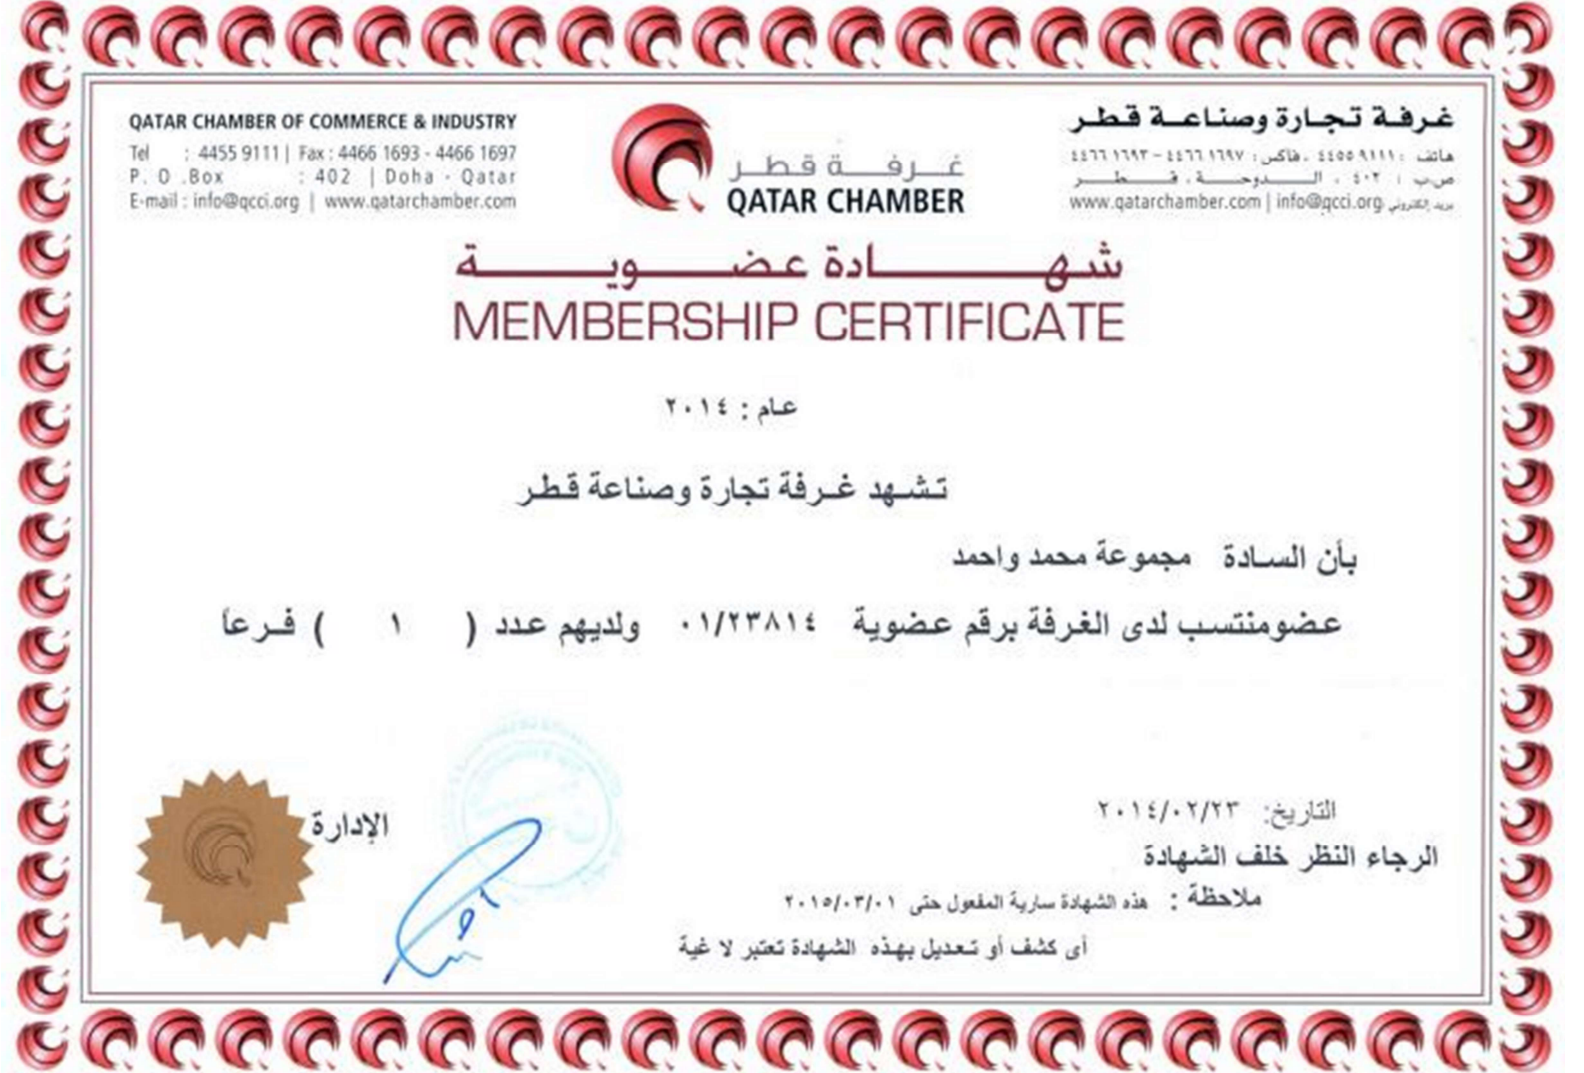 QATAR CHAMBER OF COMMERCE & INDUSTRY
Tel : 4455 9111 | Fax : 4466 1693 - 4466 1697
P. O .Box : 402 | Doha - Qatar
E-mail : info@qcci.org | www.qatarchamber.com
غرفة قطر
QATAR CHAMBER
غرفة تجارة وصناعة قطر
هاتف : ٤٤٥٥٩١١١ ، فاكس : ٤٤٦٦١٦٩٧ – ٤٤٦٦١٦٩٣
ص.ب : ٤٠٢ ، الدوحة ، قطر
بريد إلكتروني www.qatarchamber.com | info@qcci.org
شهادة عضوية
MEMBERSHIP CERTIFICATE
عام : ٢٠١٤
تشهد غرفة تجارة وصناعة قطر
بأن السادة مجموعة محمد واحمد
عضومنتسب لدى الغرفة برقم عضوية ٠١/٢٣٨١٤ ولديهم عدد ( ١ ) فرعاً
التاريخ: ٢٠١٤/٠٢/٢٣
الإدارة
الرجاء النظر خلف الشهادة
ملاحظة : هذه الشهادة سارية المفعول حتى ٢٠١٥/٠٣/٠١
أى كشف أو تعديل بهذه الشهادة تعتبر لا غية